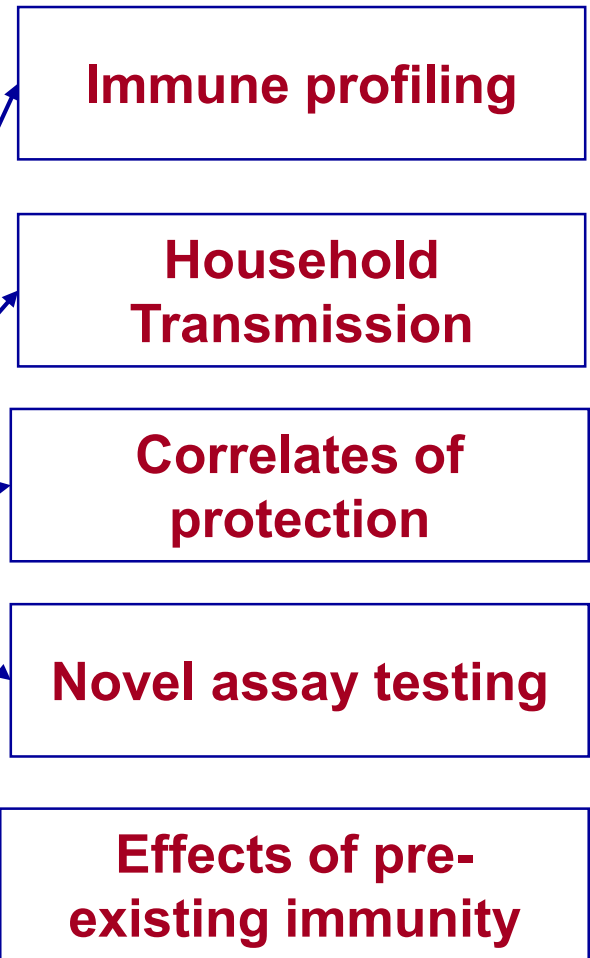 Immune profiling
Household
Transmission
Correlates of
protection
Novel assay testing
Effects of pre-
existing immunity